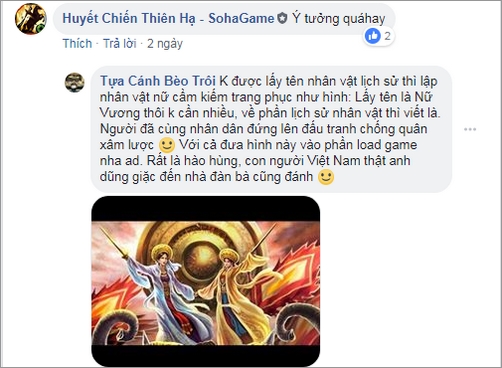 Huyết Chiến Thiên Hạ - SohaGame Ý tưởng quáhay
2
Thích · Trả lời · 2 ngày
Tựa Cánh Bèo Trôi K được lấy tên nhân vật lịch sử thì lập
nhân vật nữ cầm kiếm trang phục như hình: Lấy tên là Nữ
Vương thôi k cần nhiều, về phần lịch sử nhân vật thì viết là.
Người đã cùng nhân dân đứng lên đấu tranh chống quân
xâm lược 🙂 Với cả đưa hình này vào phần load game
nha ad. Rất là hào hùng, con người Việt Nam thật anh
dũng giặc đến nhà đàn bà cũng đánh 🙂